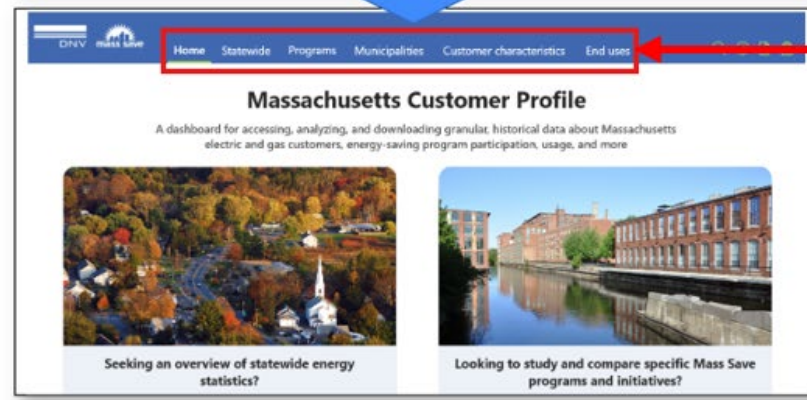 DNV mass save Home Statewide Programs Municipalities Customer characteristics End uses
Massachusetts Customer Profile
A dashboard for accessing, analyzing, and downloading granular, historical data about Massachusetts
electric and gas customers, energy-saving program participation, usage, and more
Seeking an overview of statewide energy
statistics?
Looking to study and compare specific Mass Save
programs and initiatives?